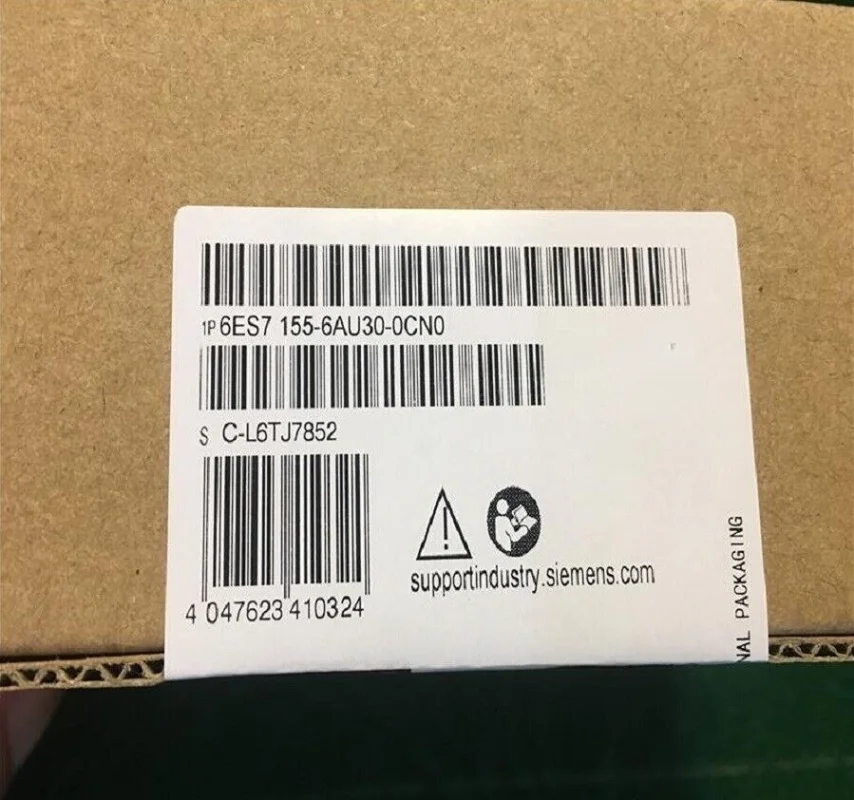 1P 6ES7 155-6AU30-0CN0
S C-L6TJ7852
4 047623 410324
supportindustry.siemens.com
NAL PACKAGING